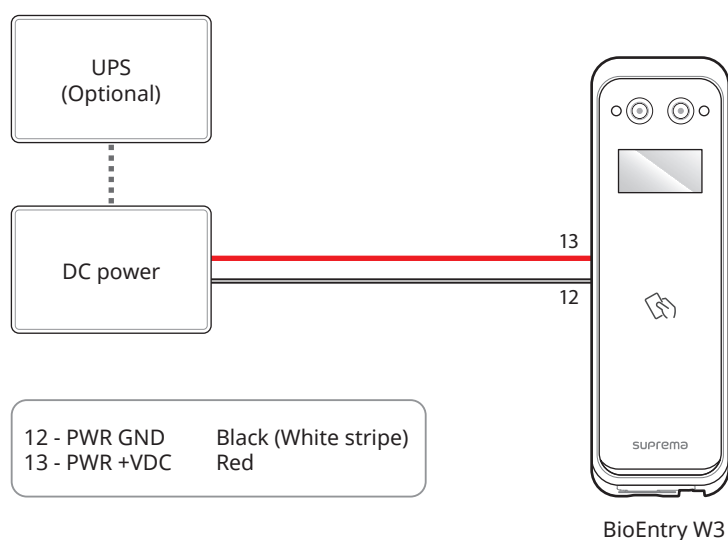 UPS
(Optional)
DC power
13
12
12 - PWR GND Black (White stripe)
13 - PWR +VDC Red
suprema
BioEntry W3